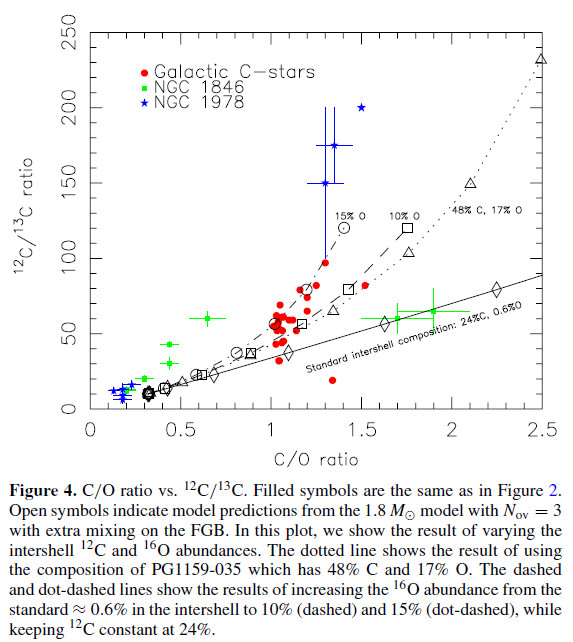 250
200
150
100
50
0
12C/13C ratio
Galactic C-stars
NGC 1846
NGC 1978
15% O
10% O
48% C, 17% O
Standard intershell composition: 24%C, 0.6%O
0 0.5 1 1.5 2 2.5
C/O ratio
Figure 4. C/O ratio vs. 12C/13C. Filled symbols are the same as in Figure 2.
Open symbols indicate model predictions from the 1.8 M⊙ model with Nov = 3
with extra mixing on the FGB. In this plot, we show the result of varying the
intershell 12C and 16O abundances. The dotted line shows the result of using
the composition of PG1159-035 which has 48% C and 17% O. The dashed
and dot-dashed lines show the results of increasing the 16O abundance from the
standard ≈ 0.6% in the intershell to 10% (dashed) and 15% (dot-dashed), while
keeping 12C constant at 24%.